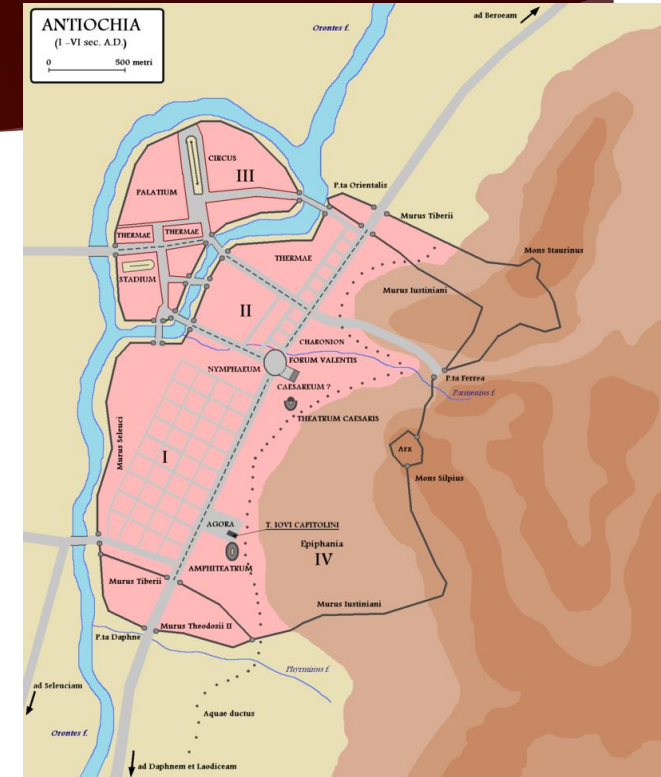 ANTIOCHIA
(I –VI sec. A.D.)
0 500 metri
Orontes f.
ad Beroeam
CIRCUS
III
PALATIUM
P.ta Orientalis
Murus Tiberii
THERMAE
THERMAE
THERMAE
Mons Staurinus
STADIUM
Murus Iustiniani
II
CHARONION
FORUM VALENTIS
NYMPHAEUM
CAESAREUM ?
P.ta Ferrea
THEATRUM CAESARIS
Murus Seleuci
Arx
I
Mons Silpius
AGORA
T. IOVI CAPITOLINI
Epiphania
IV
AMPHITEATRUM
Murus Tiberii
Murus Iustiniani
Murus Theodosii II
P.ta Daphne
ad Seleuciam
Aquae ductus
Orontes f.
ad Daphnem et Laodiceam